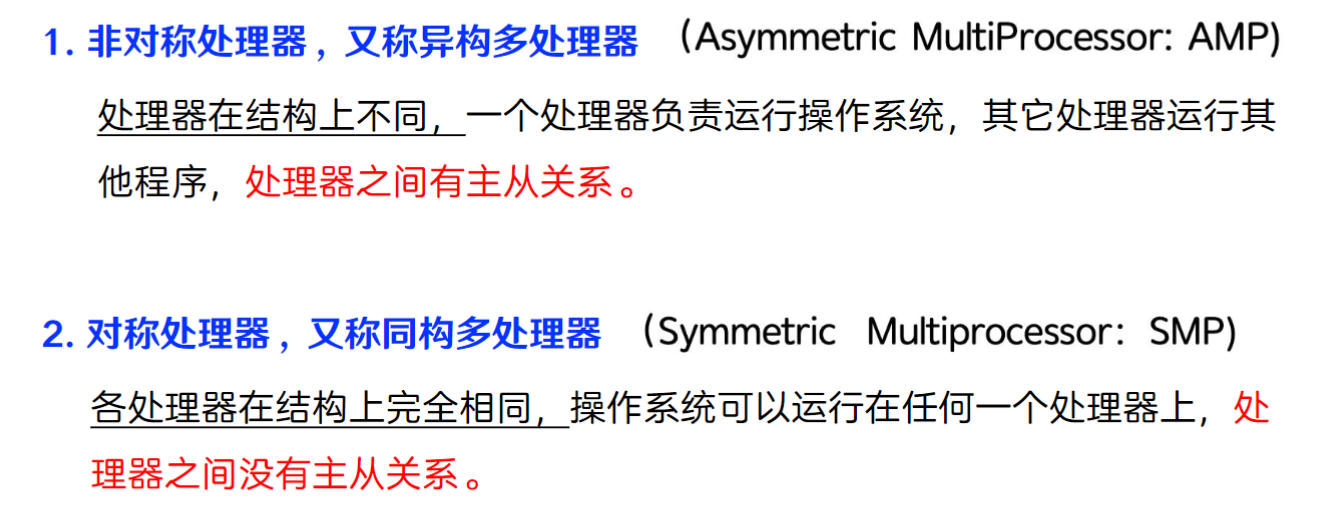 1. 非对称处理器，又称异构多处理器 （Asymmetric MultiProcessor: AMP)
处理器在结构上不同，一个处理器负责运行操作系统，其它处理器运行其
他程序，处理器之间有主从关系。
2. 对称处理器，又称同构多处理器 （Symmetric Multiprocessor：SMP)
各处理器在结构上完全相同，操作系统可以运行在任何一个处理器上，处
理器之间没有主从关系。